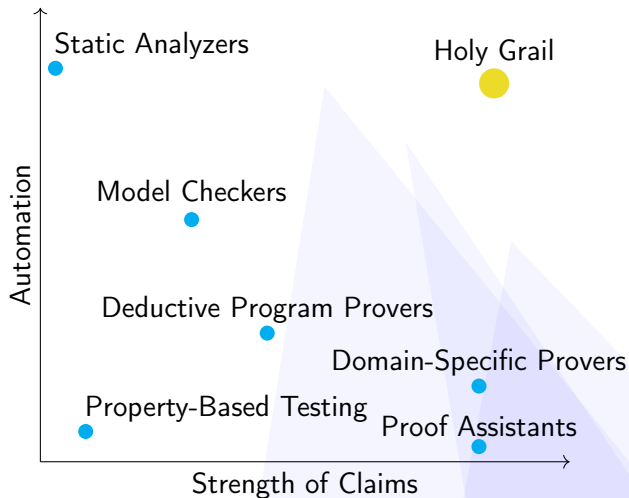 Static Analyzers
Holy Grail
Model Checkers
Automation
Deductive Program Provers
Domain-Specific Provers
Property-Based Testing
Proof Assistants
Strength of Claims